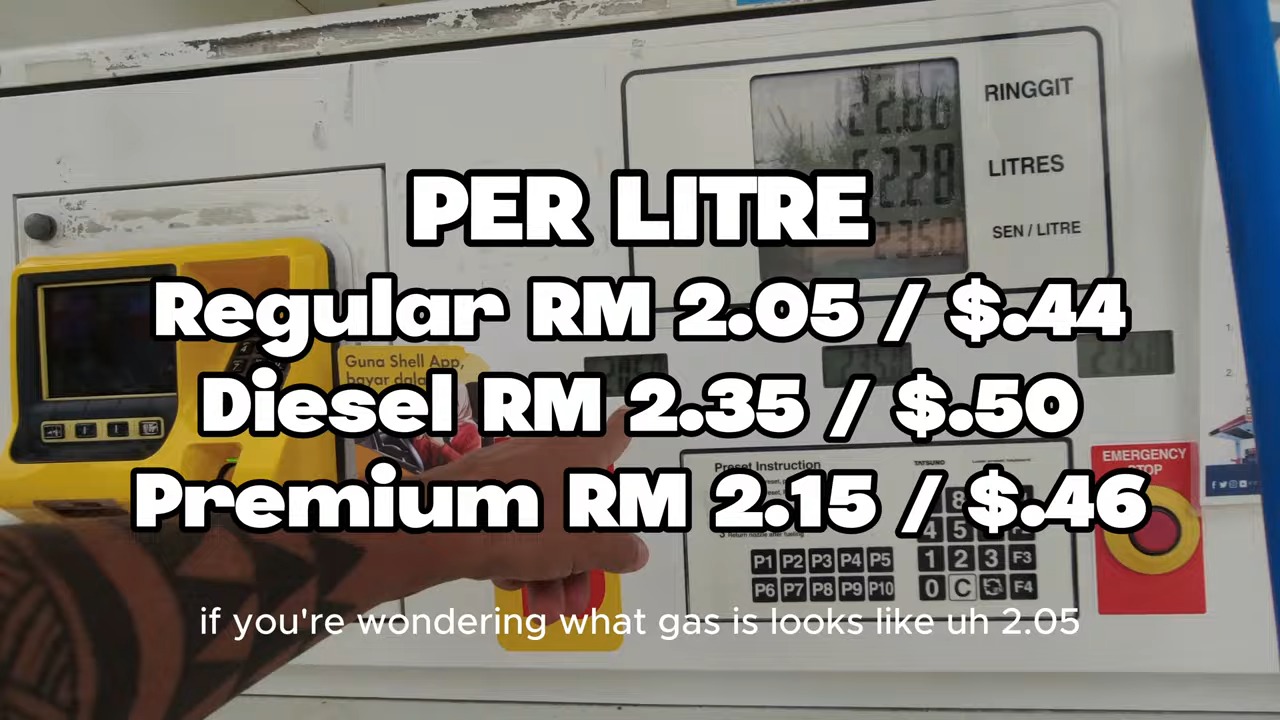 RINGGIT
LITRES
SEN / LITRE
PER LITRE
Regular RM 2.05 / $.44
Diesel RM 2.35 / $.50
Premium RM 2.15 / $.46
Guna Shell App,
Preset Instruction
TATSUNO
EMERGENCY
STOP
P1 P2 P3 P4 P5
P6 P7 P8 P9 P10
8
4 5
1 2 3 F3
0 C F4
if you're wondering what gas is looks like uh 2.05